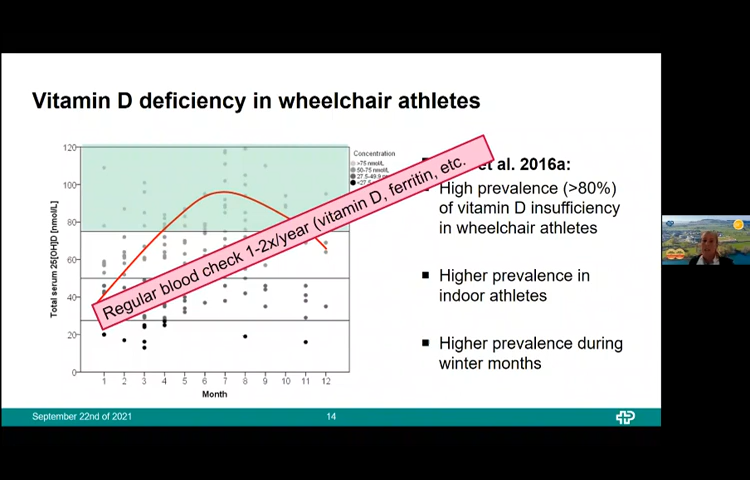 Vitamin D deficiency in wheelchair athletes
120
100
80
60
40
20
0
Total serum 25[OH]D [nmol/L]
1 2 3 4 5 6 7 8 9 10 11 12
Month
Concentration
>75 nmol/L
50-75 nmol/L
27.5-49.9
Regular blood check 1-2x/year (vitamin D, ferritin, etc.
et al. 2016a:
High prevalence (>80%)
of vitamin D insufficiency
in wheelchair athletes
Higher prevalence in
indoor athletes
Higher prevalence during
winter months
September 22nd of 2021
14